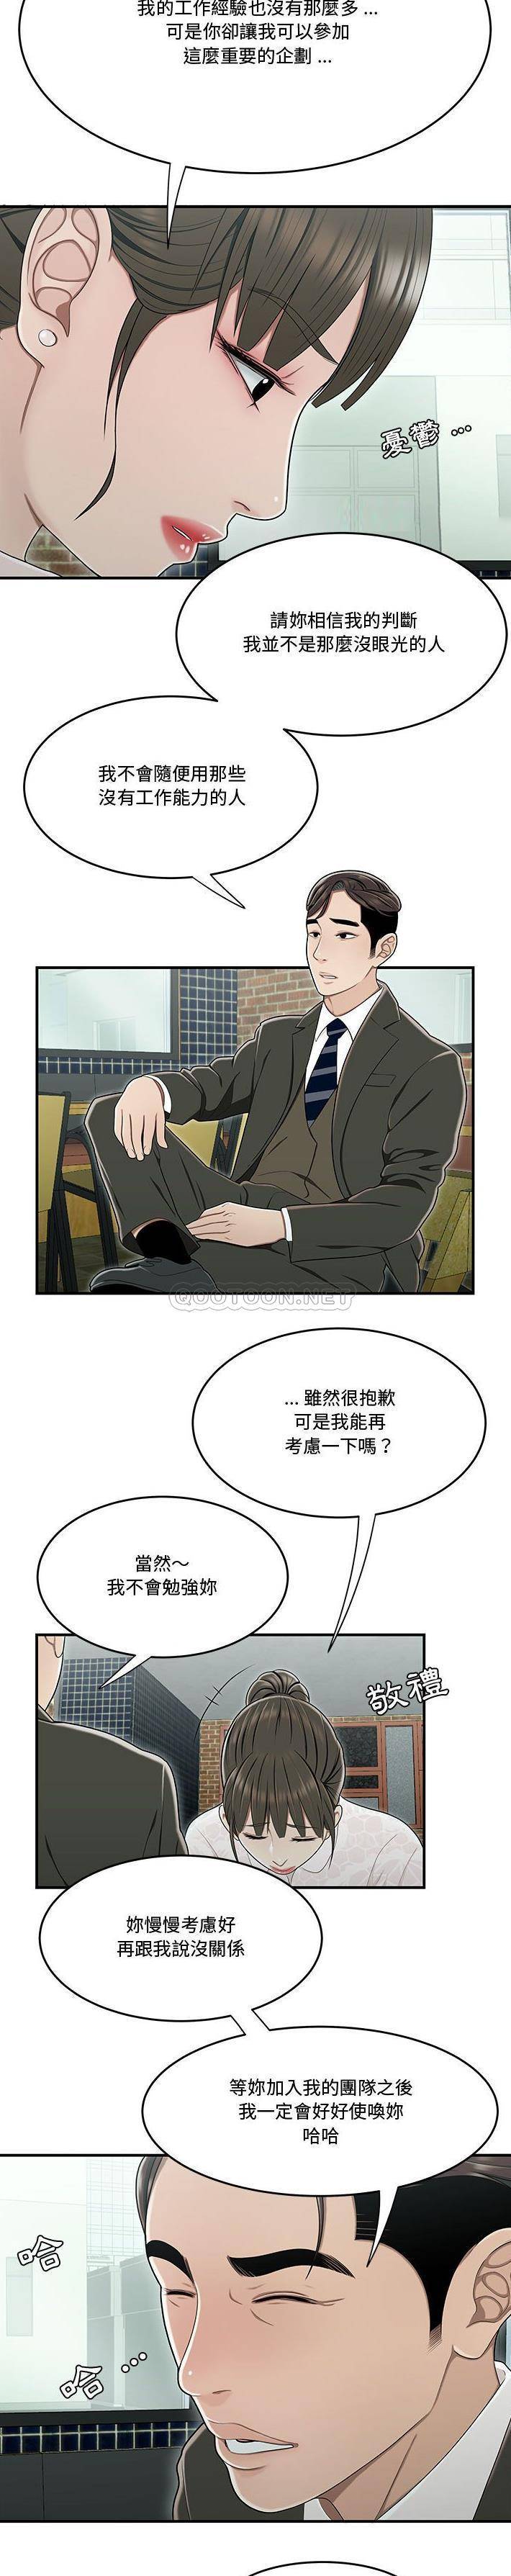 我的工作經驗也沒有那麼多 ...
可是你卻讓我可以參加
這麼重要的企劃 ...
憂鬱 ...
請妳相信我的判斷
我並不是那麼沒眼光的人
我不會隨便用那些
沒有工作能力的人
QOOTOON.NET
... 雖然很抱歉
可是我能再
考慮一下嗎？
當然～
我不會勉強妳
敬禮
妳慢慢考慮好
再跟我說沒關係
等妳加入我的團隊之後
我一定會好好使喚妳
哈哈
哈
哈 ...